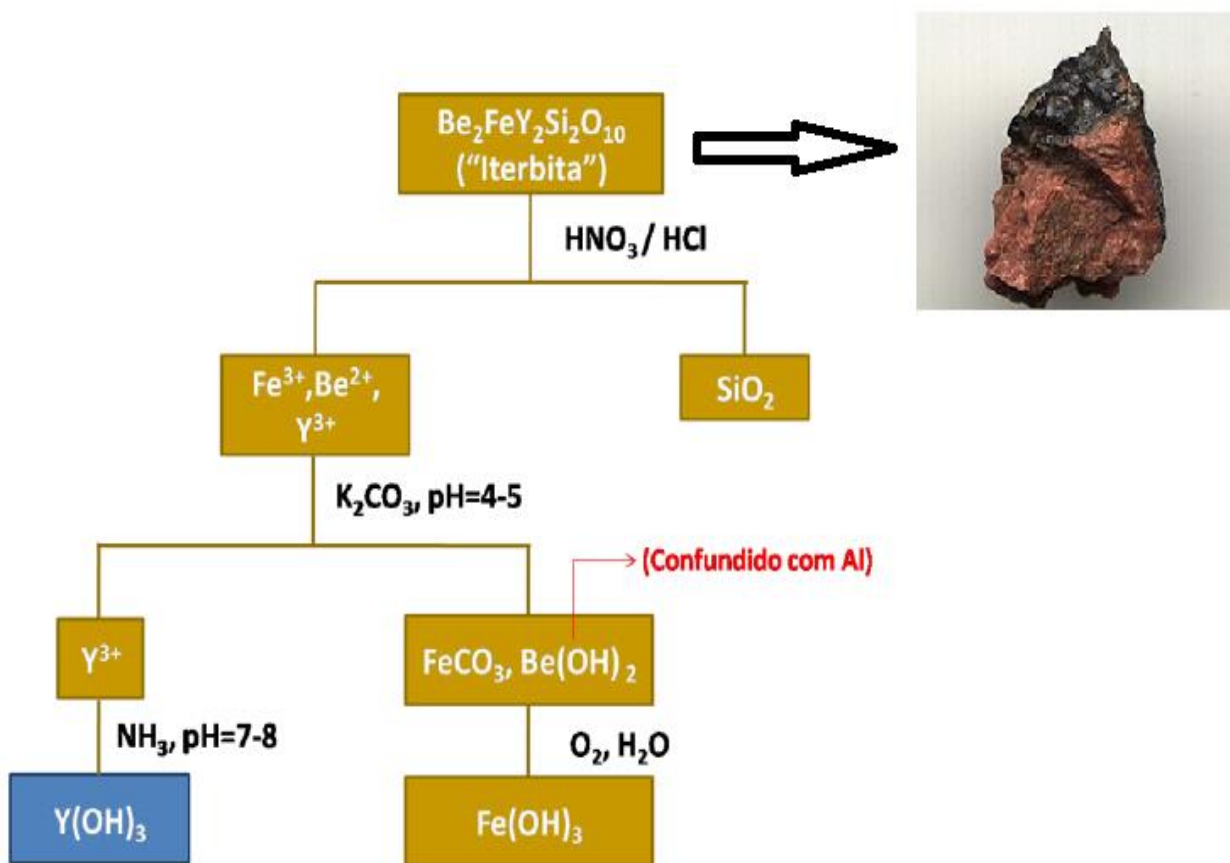 Be₂FeY₂Si₂O₁₀
(“Iterbita”)
HNO₃ / HCl
Fe³⁺,Be²⁺,
Y³⁺
SiO₂
K₂CO₃, pH=4-5
(Confundido com Al)
Y³⁺
FeCO₃, Be(OH) ₂
NH₃, pH=7-8
O₂, H₂O
Y(OH)₃
Fe(OH)₃